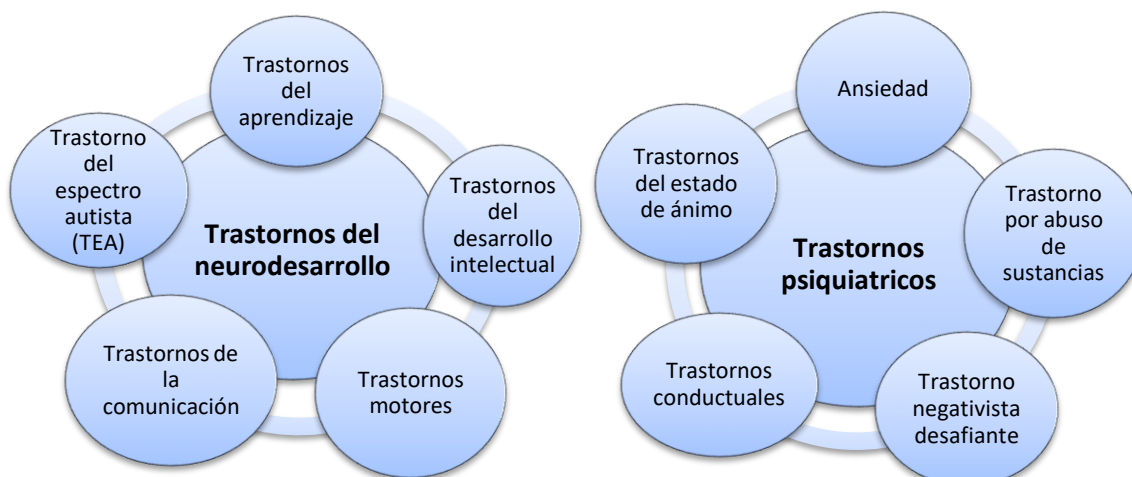 Trastornos
del
aprendizaje
Trastorno
del
espectro
autista
(TEA)
Trastornos
del
desarrollo
intelectual
Trastornos del
neurodesarrollo
Trastornos de
la
comunicación
Trastornos
motores
Ansiedad
Trastornos
del estado
de ánimo
Trastorno
por abuso
de
sustancias
Trastornos
psiquiatricos
Trastornos
conductuales
Trastorno
negativista
desafiante